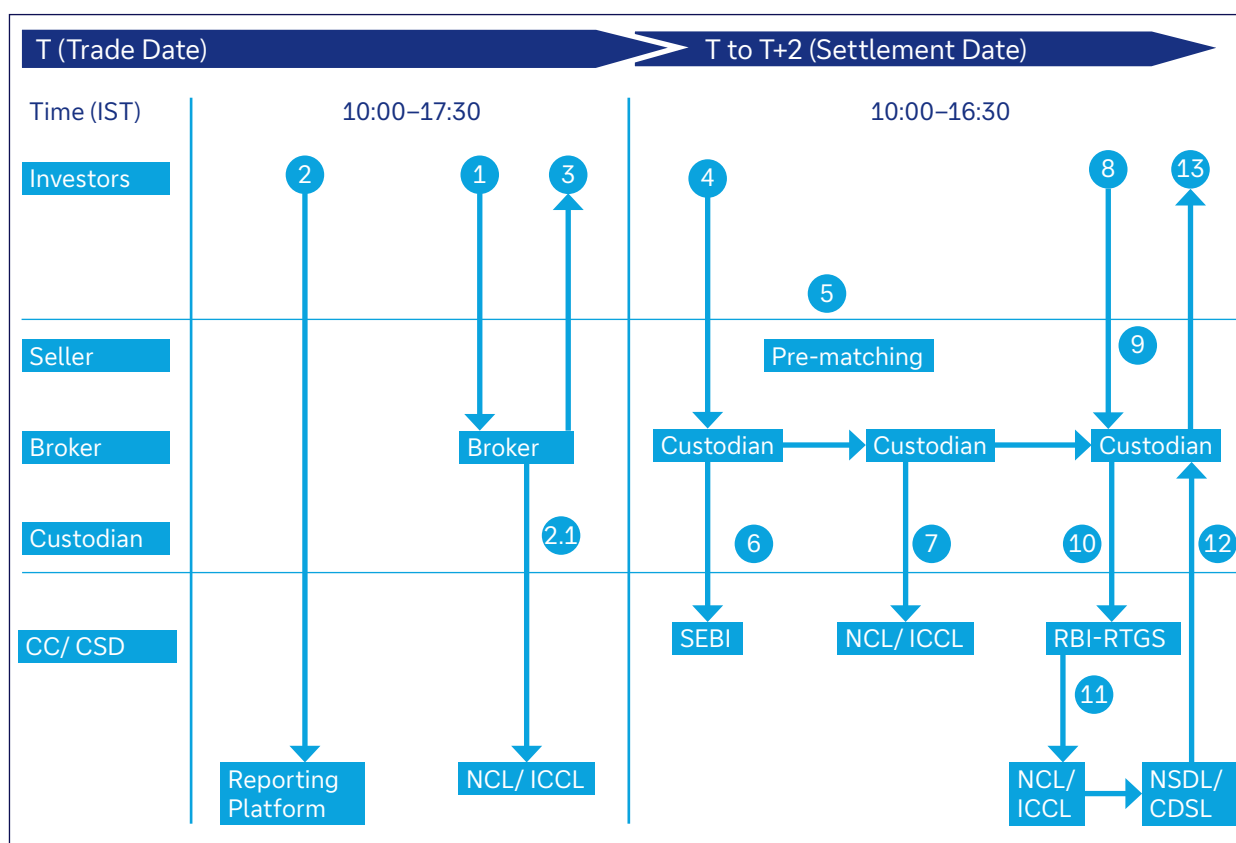 T (Trade Date)
T to T+2 (Settlement Date)
Time (IST)
10:00–17:30
10:00–16:30
Investors
2
1
3
4
8
13
5
Seller
Pre-matching
9
Broker
Broker
Custodian
Custodian
Custodian
Custodian
2.1
6
7
10
12
CC/ CSD
SEBI
NCL/ ICCL
RBI-RTGS
11
Reporting
Platform
NCL/ ICCL
NCL/
ICCL
NSDL/
CDSL